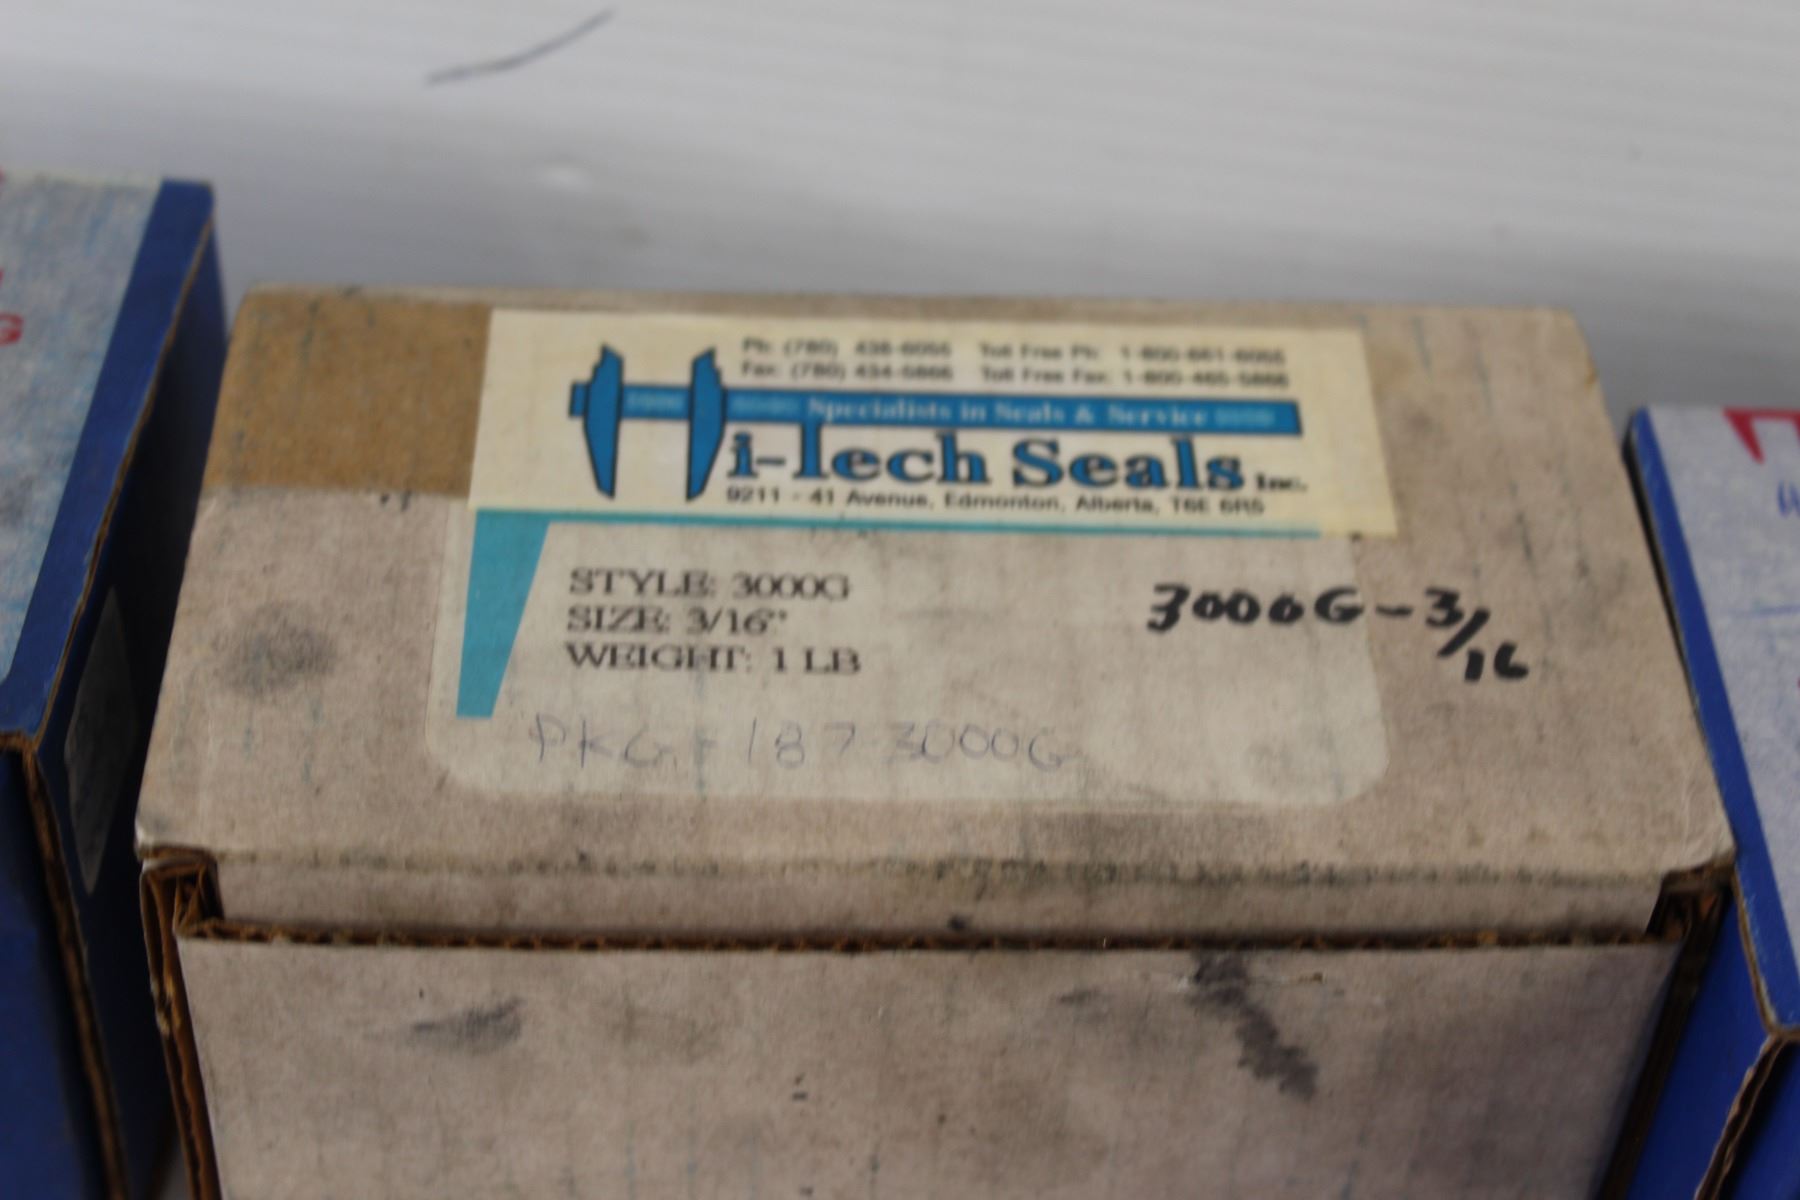 Ph: (780) 438-6055 Toll Free Ph: 1-800-661-6055
Fax: (780) 434-5866 Toll Free Fax: 1-800-465-5866
Specialists in Seals & Service
Hi-Tech Seals Inc.
9211 - 41 Avenue, Edmonton, Alberta, T6E 6R5
STYLE: 3000G
SIZE: 3/16"
WEIGHT: 1 LB
3000G-3/16
PKG-187-3000G
G